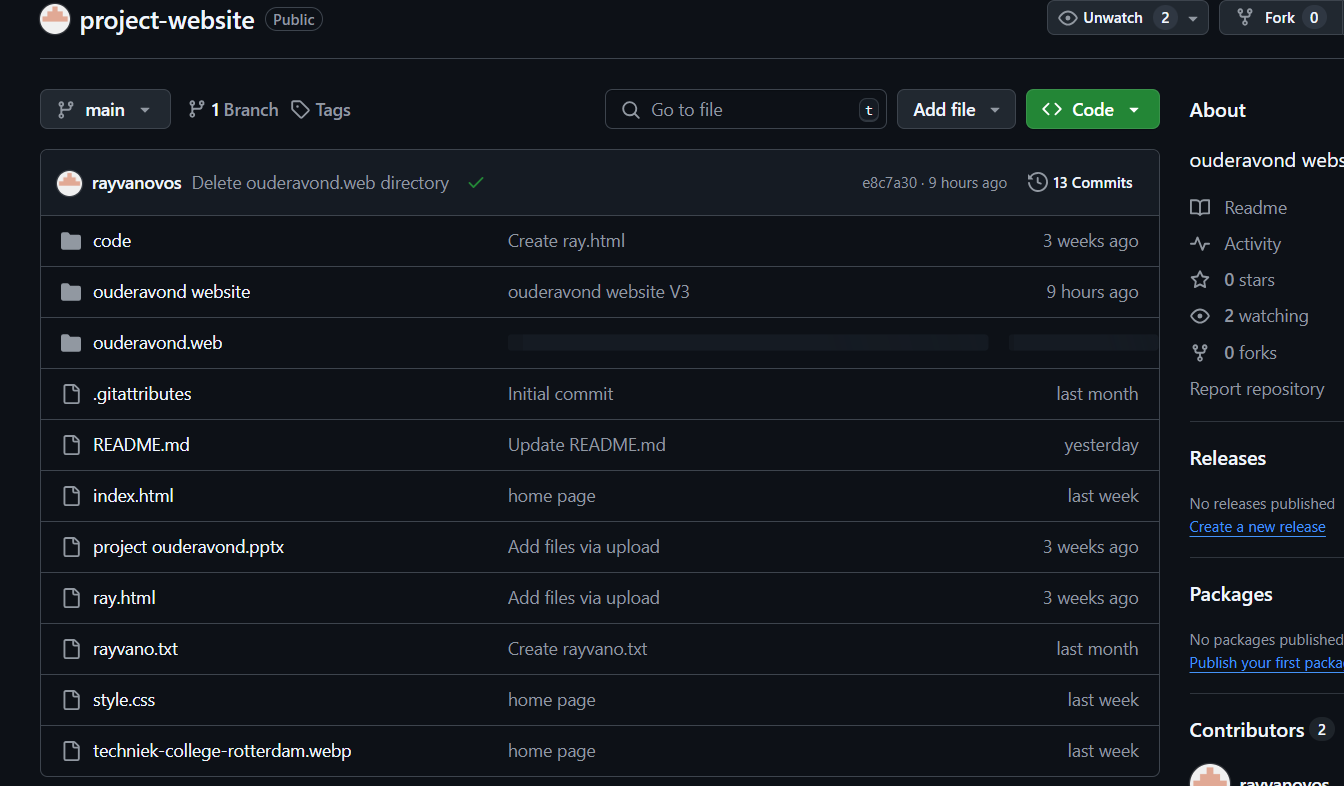 project-website Public Unwatch 2 Fork 0
main 1 Branch Tags Go to file t Add file Code
rayvanovos Delete ouderavond.web directory e8c7a30 · 9 hours ago 13 Commits
code Create ray.html 3 weeks ago
ouderavond website ouderavond website V3 9 hours ago
ouderavond.web
.gitattributes Initial commit last month
README.md Update README.md yesterday
index.html home page last week
project ouderavond.pptx Add files via upload 3 weeks ago
ray.html Add files via upload 3 weeks ago
rayvano.txt Create rayvano.txt last month
style.css home page last week
techniek-college-rotterdam.webp home page last week
About
ouderavond webs
Readme
Activity
0 stars
2 watching
0 forks
Report repository
Releases
No releases published
Create a new release
Packages
No packages published
Publish your first packa
Contributors 2
rayvanovos